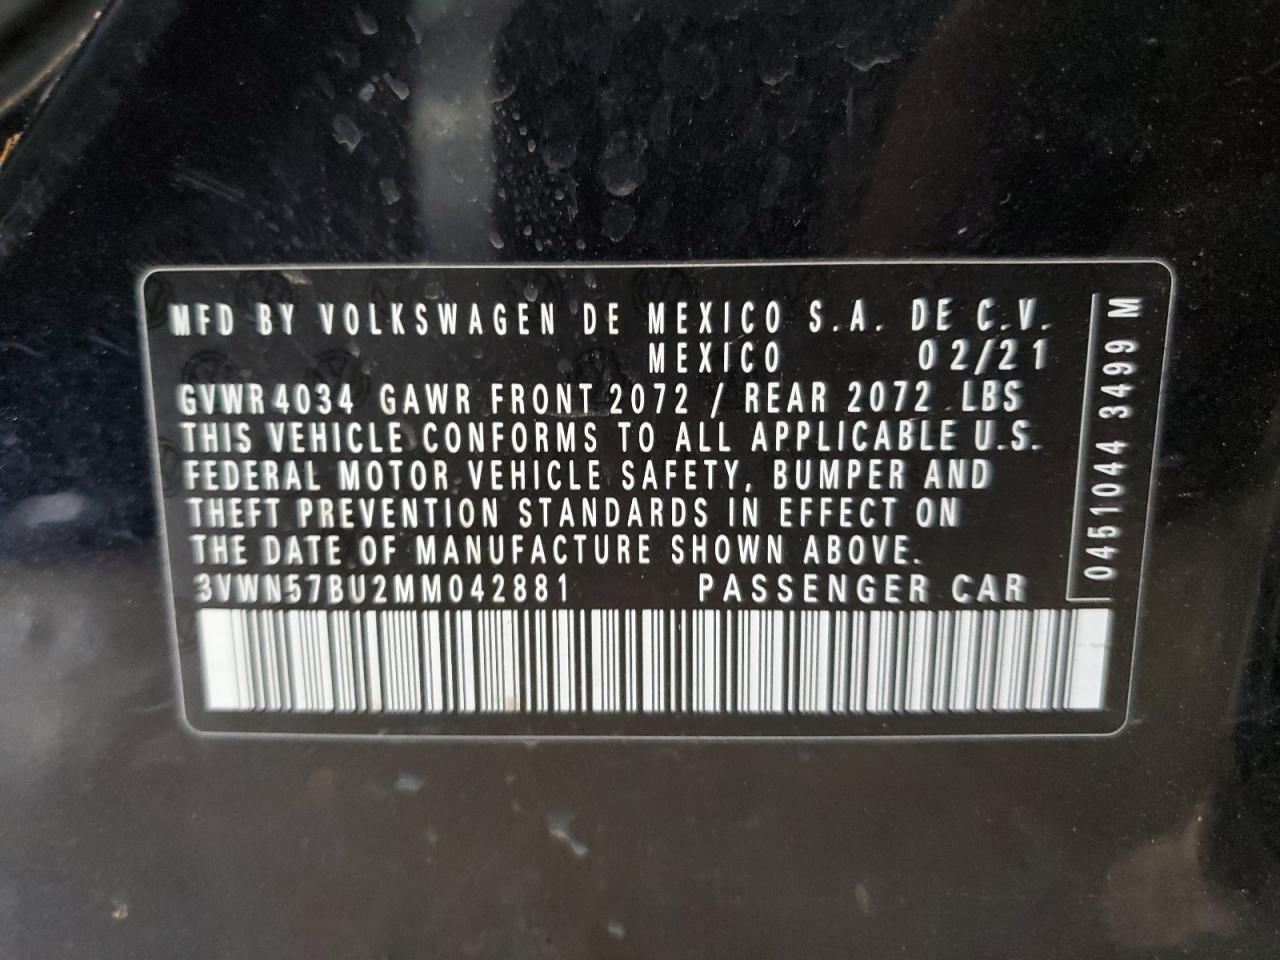 MFD BY VOLKSWAGEN DE MEXICO S.A. DE C.V.
MEXICO 02/21
GVWR4034 GAWR FRONT 2072 / REAR 2072 LBS
THIS VEHICLE CONFORMS TO ALL APPLICABLE U.S.
FEDERAL MOTOR VEHICLE SAFETY, BUMPER AND
THEFT PREVENTION STANDARDS IN EFFECT ON
THE DATE OF MANUFACTURE SHOWN ABOVE.
3VWN57BU2MM042881 PASSENGER CAR
0451044 3499 M